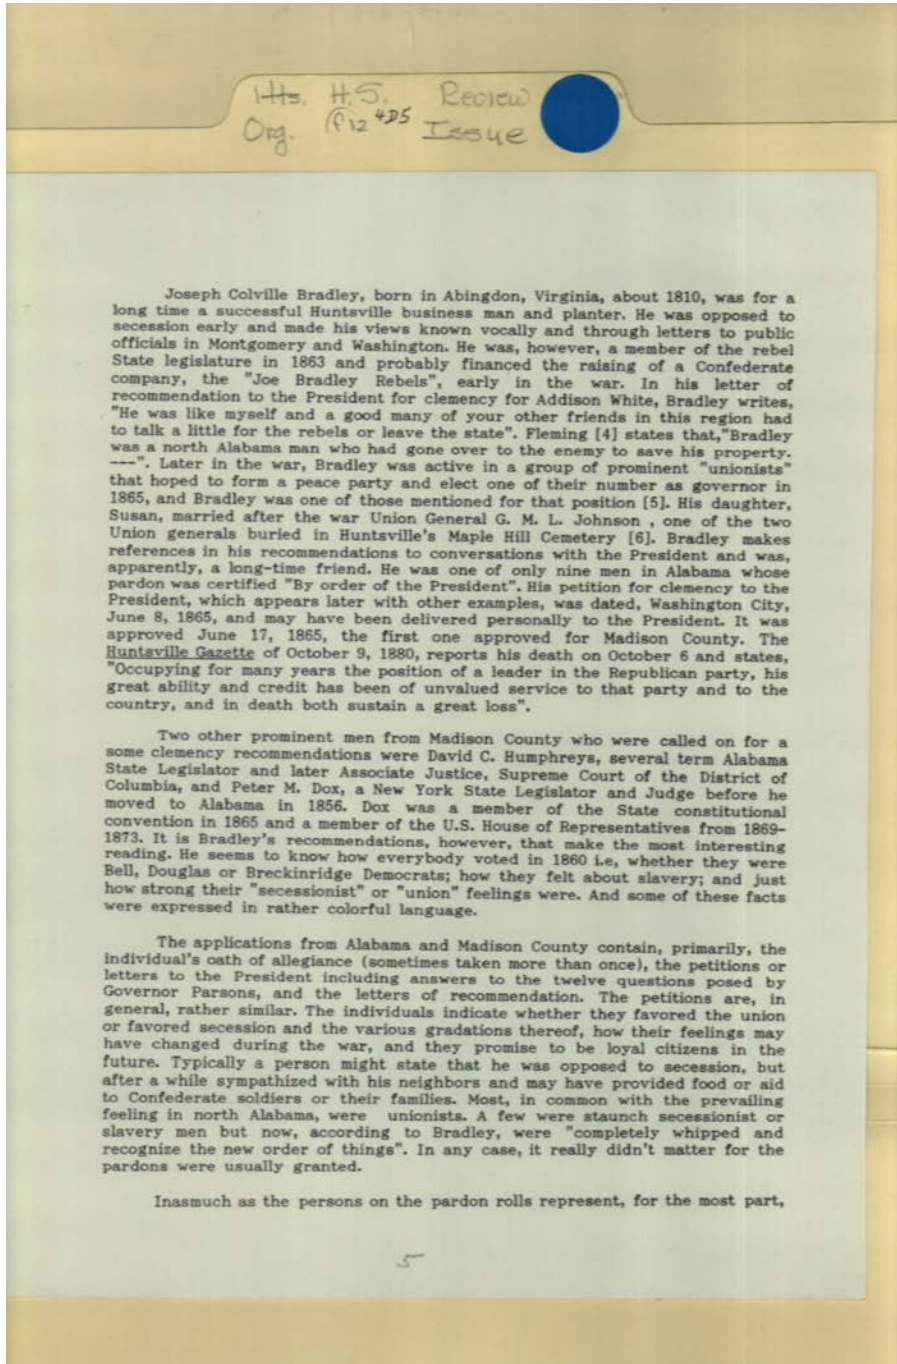 Hts. H.S. Review
Org. (f12 4D5 Issue
Joseph Colville Bradley, born in Abingdon, Virginia, about 1810, was for a
long time a successful Huntsville business man and planter. He was opposed to
secession early and made his views known vocally and through letters to public
officials in Montgomery and Washington. He was, however, a member of the rebel
State legislature in 1863 and probably financed the raising of a Confederate
company, the "Joe Bradley Rebels", early in the war. In his letter of
recommendation to the President for clemency for Addison White, Bradley writes,
"He was like myself and a good many of your other friends in this region had
to talk a little for the rebels or leave the state". Fleming [4] states that,"Bradley
was a north Alabama man who had gone over to the enemy to save his property.
---". Later in the war, Bradley was active in a group of prominent "unionists"
that hoped to form a peace party and elect one of their number as governor in
1865, and Bradley was one of those mentioned for that position [5]. His daughter,
Susan, married after the war Union General G. M. L. Johnson , one of the two
Union generals buried in Huntsville's Maple Hill Cemetery [6]. Bradley makes
references in his recommendations to conversations with the President and was,
apparently, a long-time friend. He was one of only nine men in Alabama whose
pardon was certified "By order of the President". His petition for clemency to the
President, which appears later with other examples, was dated, Washington City,
June 8, 1865, and may have been delivered personally to the President. It was
approved June 17, 1865, the first one approved for Madison County. The
Huntsville Gazette of October 9, 1880, reports his death on October 6 and states,
"Occupying for many years the position of a leader in the Republican party, his
great ability and credit has been of unvalued service to that party and to the
country, and in death both sustain a great loss".
Two other prominent men from Madison County who were called on for a
some clemency recommendations were David C. Humphreys, several term Alabama
State Legislator and later Associate Justice, Supreme Court of the District of
Columbia, and Peter M. Dox, a New York State Legislator and Judge before he
moved to Alabama in 1856. Dox was a member of the State constitutional
convention in 1865 and a member of the U.S. House of Representatives from 1869-
1873. It is Bradley's recommendations, however, that make the most interesting
reading. He seems to know how everybody voted in 1860 i.e, whether they were
Bell, Douglas or Breckinridge Democrats; how they felt about slavery; and just
how strong their "secessionist" or "union" feelings were. And some of these facts
were expressed in rather colorful language.
The applications from Alabama and Madison County contain, primarily, the
individual's oath of allegiance (sometimes taken more than once), the petitions or
letters to the President including answers to the twelve questions posed by
Governor Parsons, and the letters of recommendation. The petitions are, in
general, rather similar. The individuals indicate whether they favored the union
or favored secession and the various gradations thereof, how their feelings may
have changed during the war, and they promise to be loyal citizens in the
future. Typically a person might state that he was opposed to secession, but
after a while sympathized with his neighbors and may have provided food or aid
to Confederate soldiers or their families. Most, in common with the prevailing
feeling in north Alabama, were unionists. A few were staunch secessionist or
slavery men but now, according to Bradley, were "completely whipped and
recognize the new order of things". In any case, it really didn't matter for the
pardons were usually granted.
Inasmuch as the persons on the pardon rolls represent, for the most part,
5